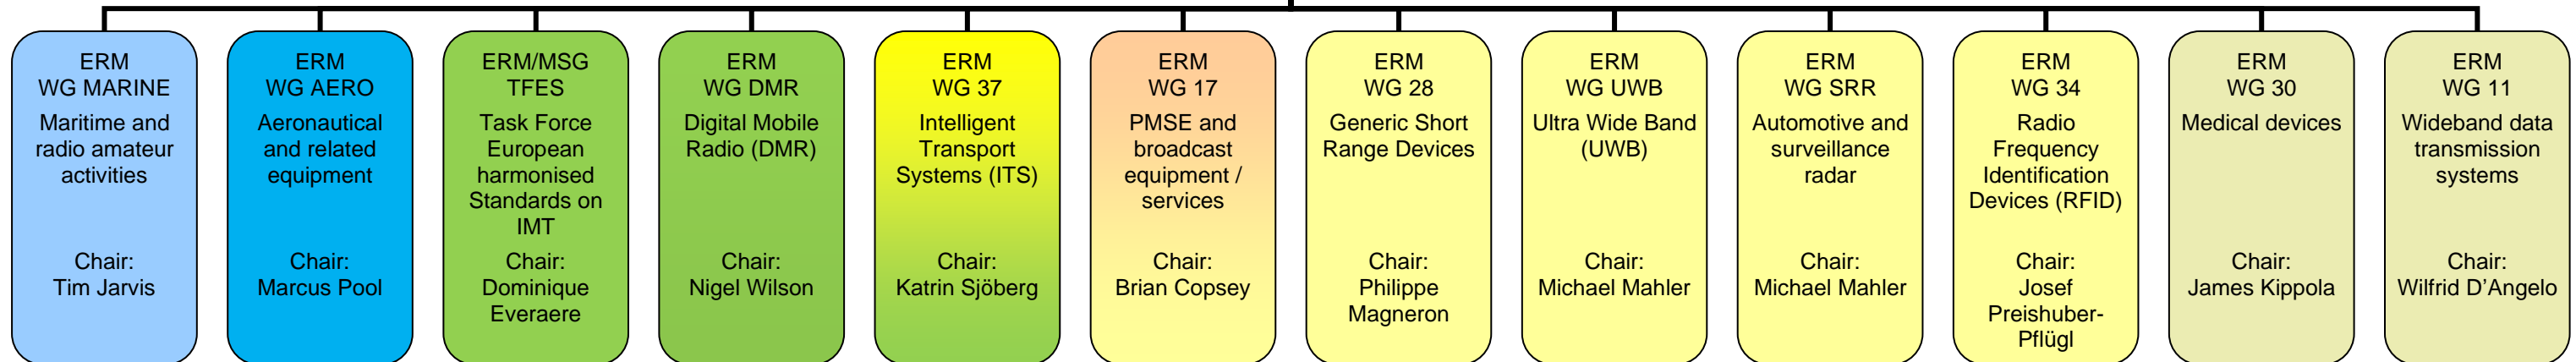 ERM
WG MARINE
Maritime and
radio amateur
activities
Chair:
Tim Jarvis
ERM
WG AERO
Aeronautical
and related
equipment
Chair:
Marcus Pool
ERM/MSG
TFES
Task Force
European
harmonised
Standards on
IMT
Chair:
Dominique
Everaere
ERM
WG DMR
Digital Mobile
Radio (DMR)
Chair:
Nigel Wilson
ERM
WG 37
Intelligent
Transport
Systems (ITS)
Chair:
Katrin Sjöberg
ERM
WG 17
PMSE and
broadcast
equipment /
services
Chair:
Brian Copsey
ERM
WG 28
Generic Short
Range Devices
Chair:
Philippe
Magneron
ERM
WG UWB
Ultra Wide Band
(UWB)
Chair:
Michael Mahler
ERM
WG SRR
Automotive and
surveillance
radar
Chair:
Michael Mahler
ERM
WG 34
Radio
Frequency
Identification
Devices (RFID)
Chair:
Josef
Preishuber-
Pflügl
ERM
WG 30
Medical devices
Chair:
James Kippola
ERM
WG 11
Wideband data
transmission
systems
Chair:
Wilfrid D’Angelo